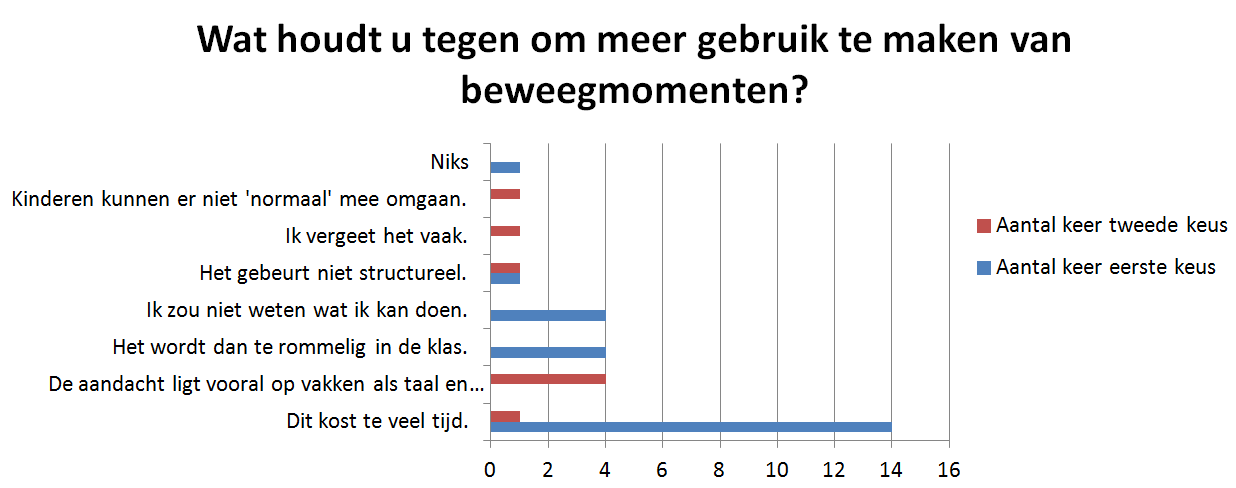 Wat houdt u tegen om meer gebruik te maken van
beweegmomenten?
Niks
Kinderen kunnen er niet 'normaal' mee omgaan.
Ik vergeet het vaak.
Het gebeurt niet structureel.
Ik zou niet weten wat ik kan doen.
Het wordt dan te rommelig in de klas.
De aandacht ligt vooral op vakken als taal en...
Dit kost te veel tijd.
0 2 4 6 8 10 12 14 16
Aantal keer tweede keus
Aantal keer eerste keus